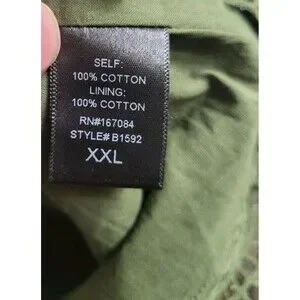 SELF:
100% COTTON
LINING:
100% COTTON
RN#167084
STYLE# B1592
XXL